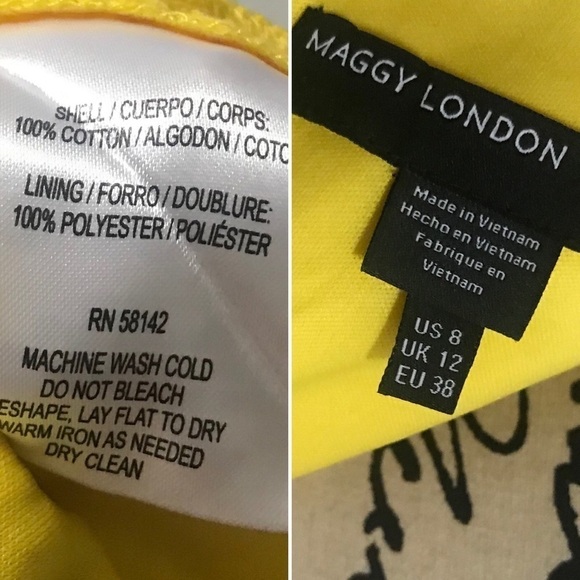 SHELL / CUERPO / CORPS:
100% COTTON / ALGODON / COTO
LINING / FORRO / DOUBLURE:
100% POLYESTER / POLIÉSTER
RN 58142
MACHINE WASH COLD
DO NOT BLEACH
ESHAPE, LAY FLAT TO DRY
WARM IRON AS NEEDED
DRY CLEAN
MAGGY LONDON
Made in Vietnam
Hecho en Vietnam
Fabrique en
Vietnam
US 8
UK 12
EU 38